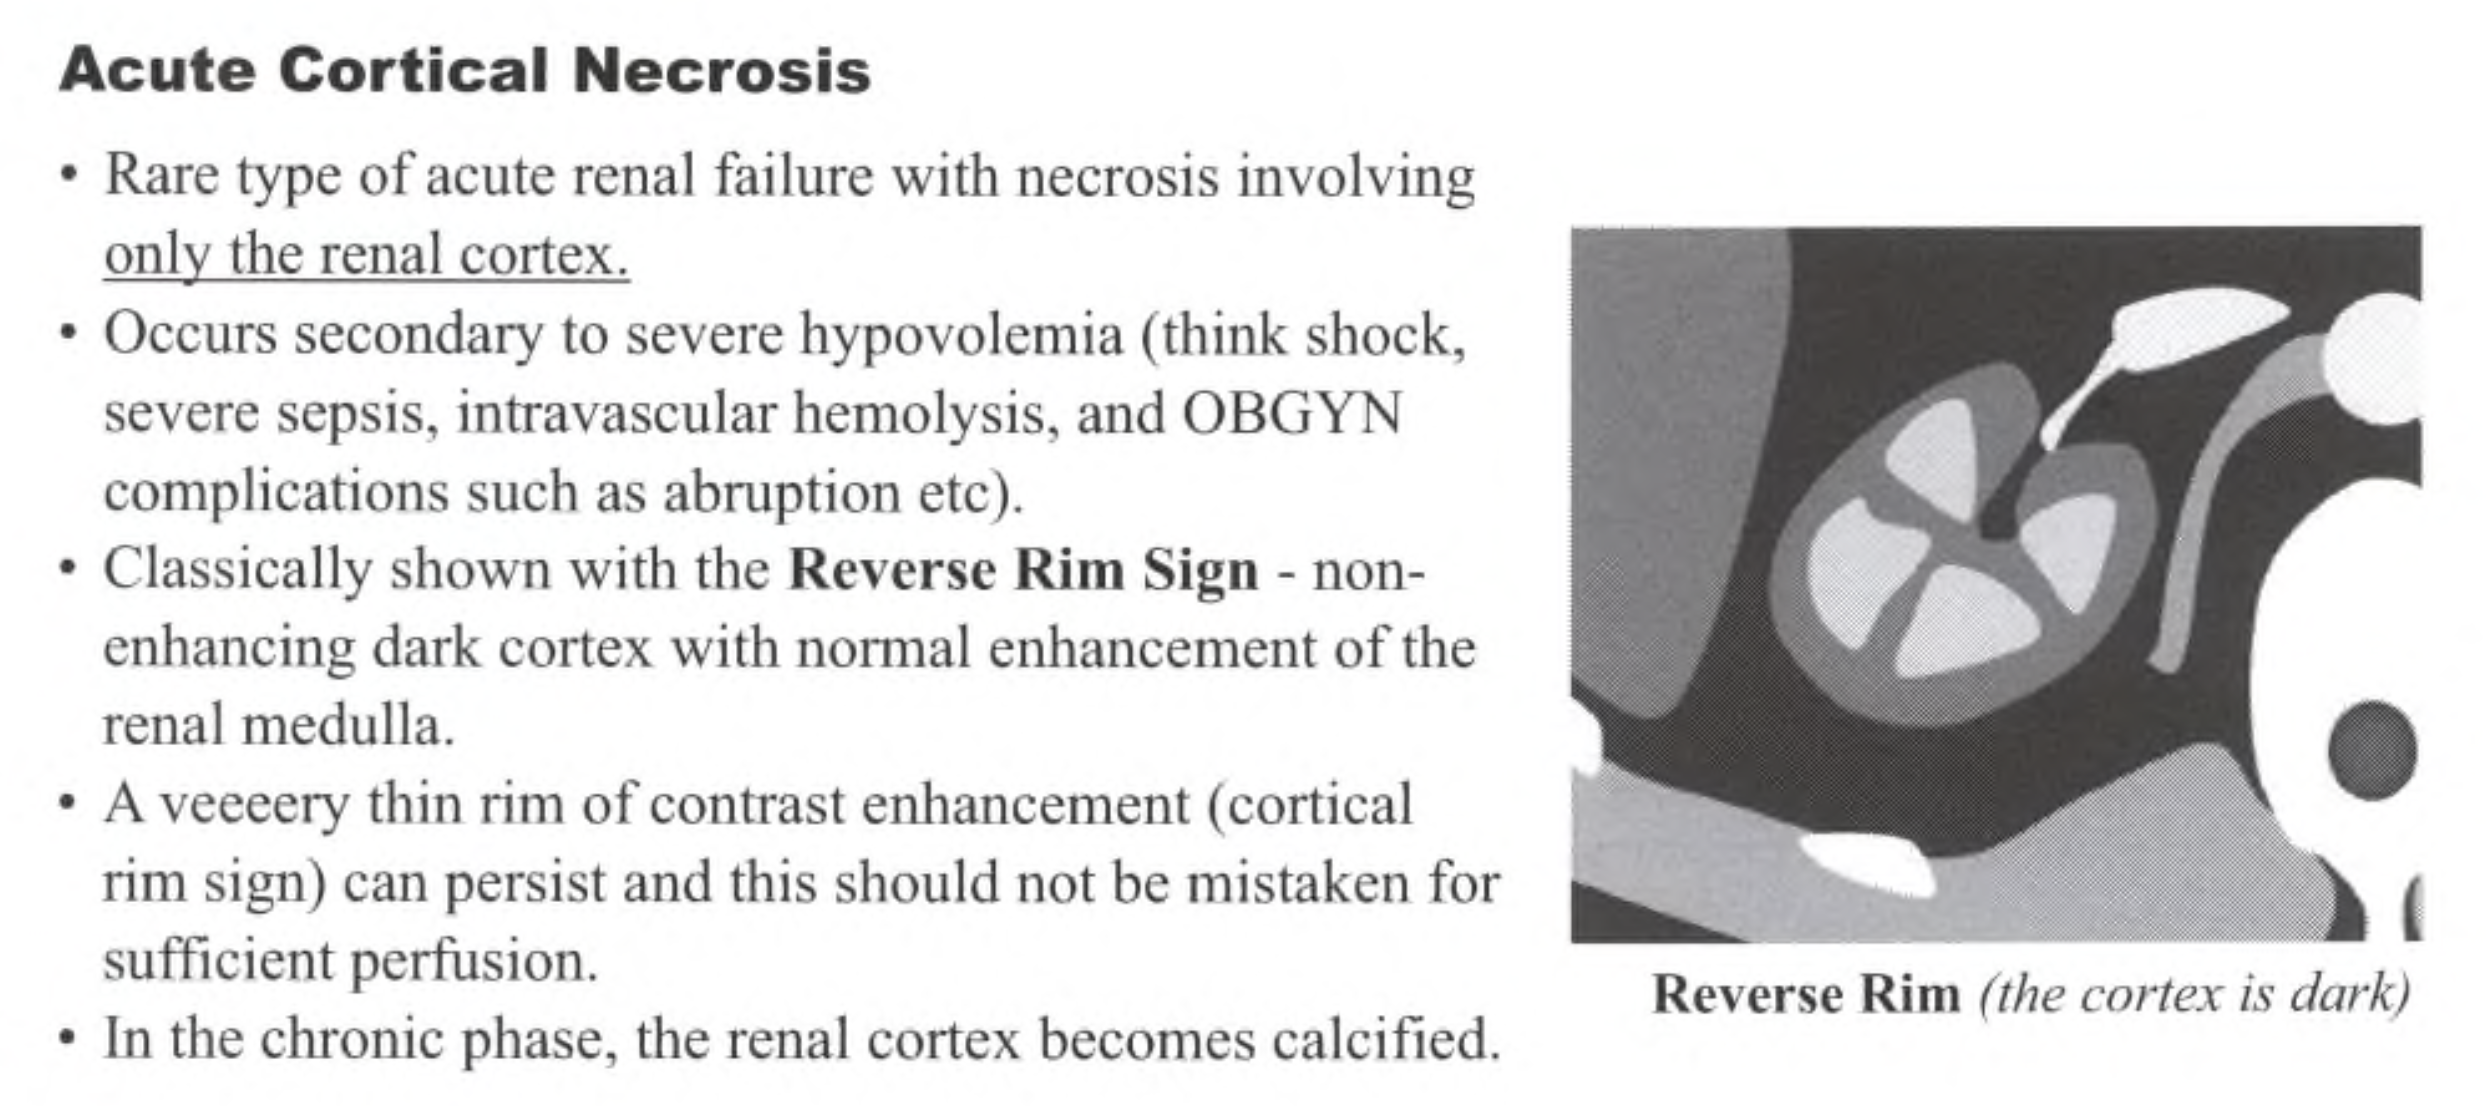 Acute Cortical Necrosis
• Rare type of acute renal failure with necrosis involving
only the renal cortex.
• Occurs secondary to severe hypovolemia (think shock,
severe sepsis, intravascular hemolysis, and OBGYN
complications such as abruption etc).
• Classically shown with the Reverse Rim Sign - non-
enhancing dark cortex with normal enhancement of the
renal medulla.
• A veeeery thin rim of contrast enhancement (cortical
rim sign) can persist and this should not be mistaken for
sufficient perfusion.
• In the chronic phase, the renal cortex becomes calcified.
Reverse Rim (the cortex is dark)